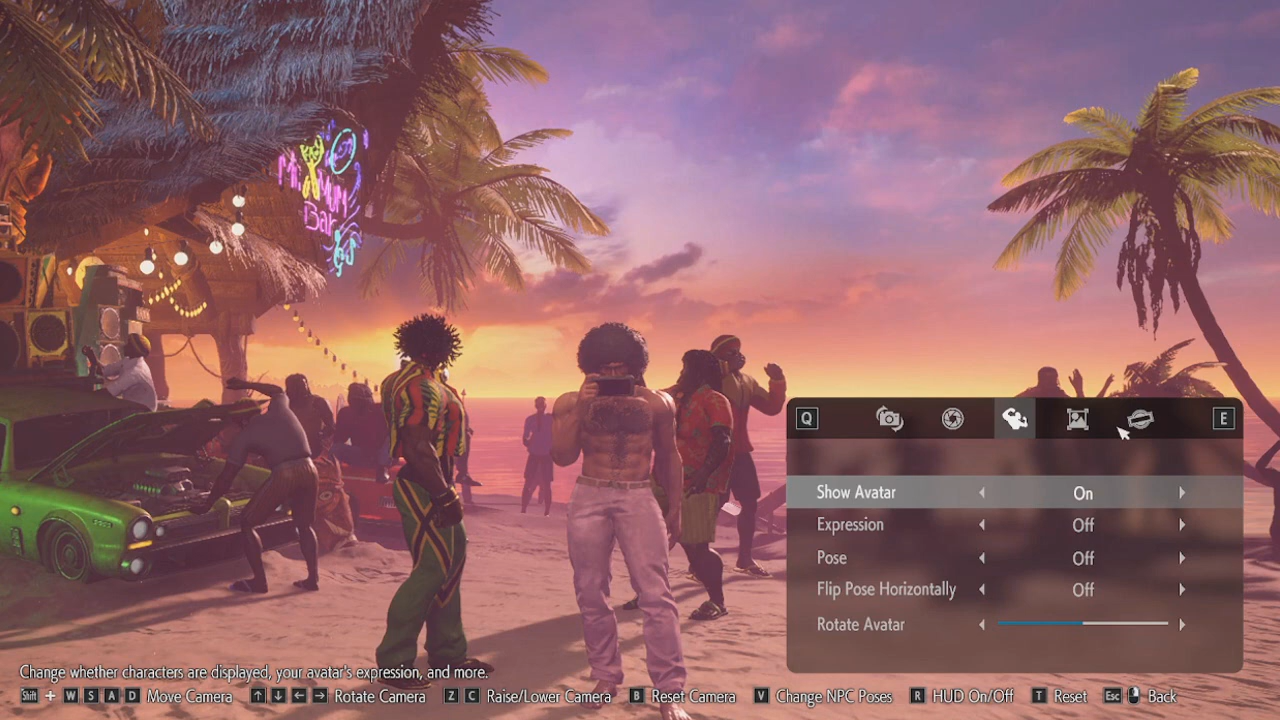 Mr. MUM
Bar
Q
E
Show Avatar On
Expression Off
Pose Off
Flip Pose Horizontally Off
Rotate Avatar
Change whether characters are displayed, your avatar's expression, and more.
Shift + W S A D Move Camera ↑ ↓ ← → Rotate Camera Z C Raise/Lower Camera B Reset Camera V Change NPC Poses R HUD On/Off T Reset Esc Back